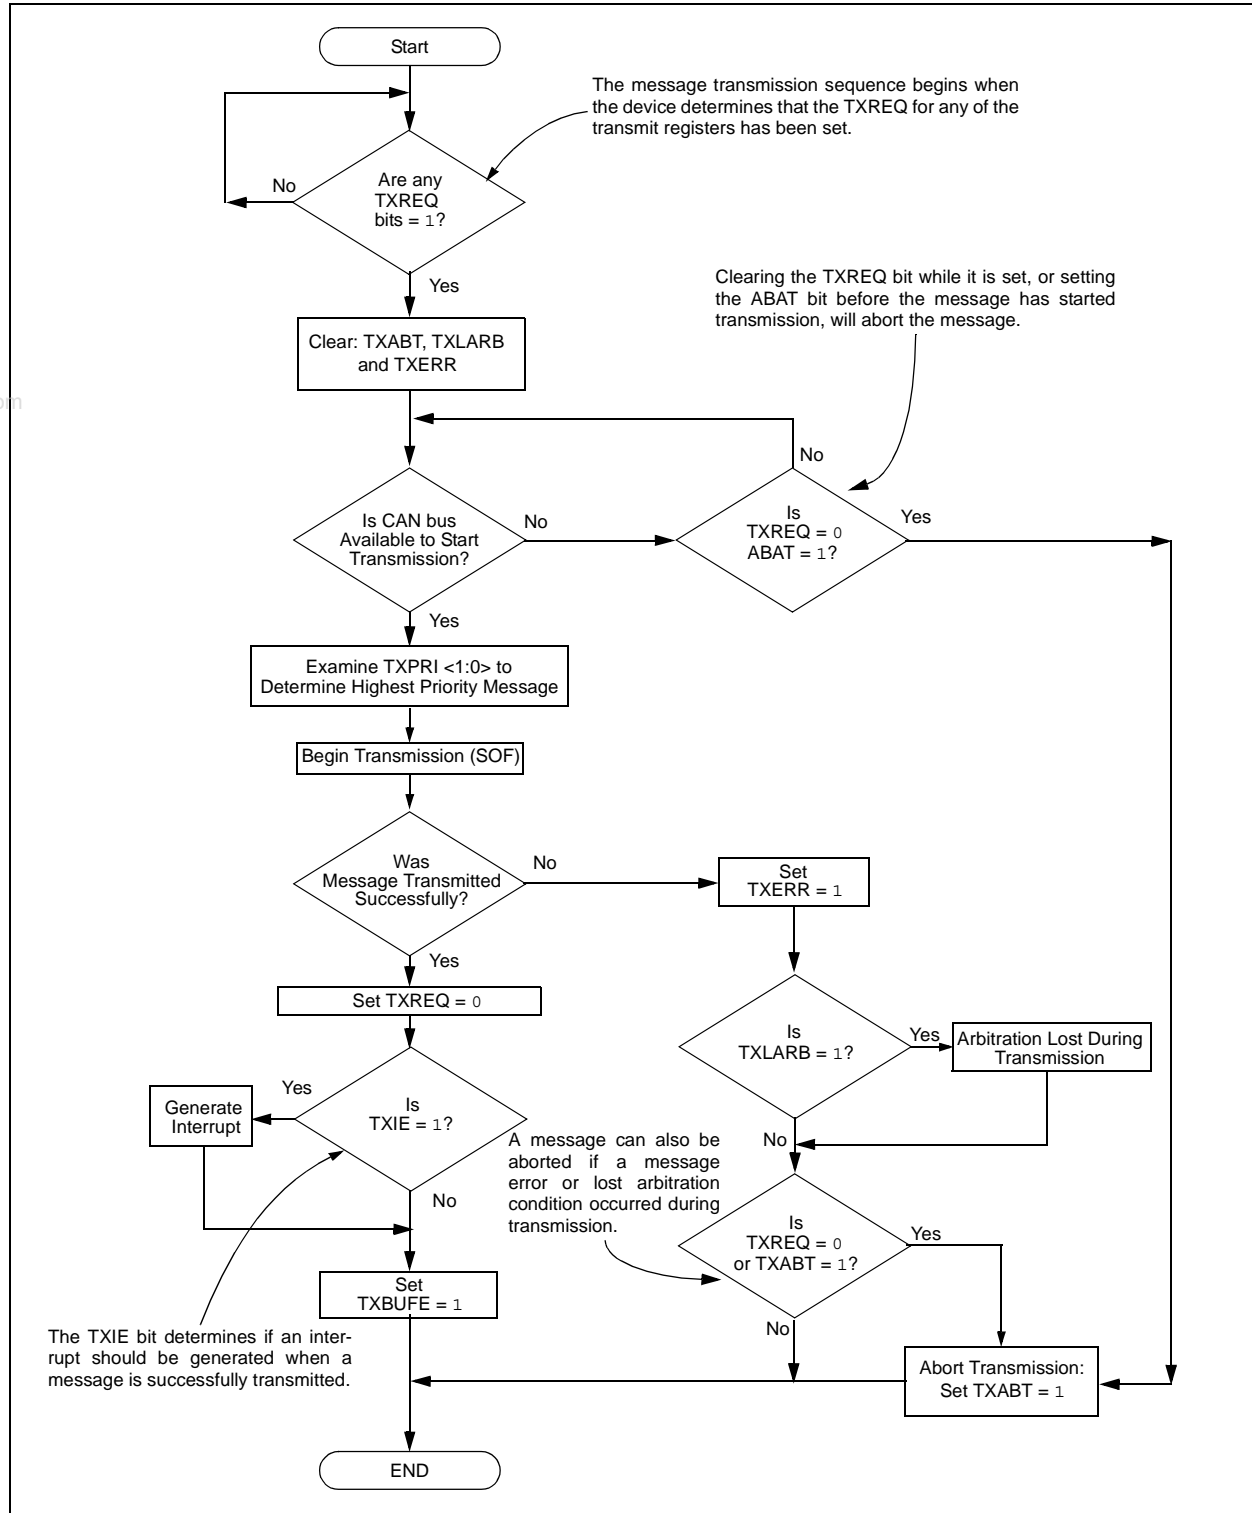 Start
The message transmission sequence begins when
the device determines that the TXREQ for any of the
transmit registers has been set.
No
Are any
TXREQ
bits = 1?
Yes
Clearing the TXREQ bit while it is set, or setting
the ABAT bit before the message has started
transmission, will abort the message.
Clear: TXABT, TXLARB
and TXERR
om
No
Is CAN bus
Available to Start
Transmission?
No
Is
TXREQ = 0
ABAT = 1?
Yes
Yes
Examine TXPRI <1:0> to
Determine Highest Priority Message
Begin Transmission (SOF)
Was
Message Transmitted
Successfully?
No
Set
TXERR = 1
Yes
Set TXREQ = 0
Is
TXLARB = 1?
Yes
Arbitration Lost During
Transmission
Yes
Generate
Interrupt
Is
TXIE = 1?
No
A message can also be
aborted if a message
error or lost arbitration
condition occurred during
transmission.
No
Is
TXREQ = 0
or TXABT = 1?
Yes
Set
TXBUFE = 1
No
The TXIE bit determines if an inter-
rupt should be generated when a
message is successfully transmitted.
Abort Transmission:
Set TXABT = 1
END